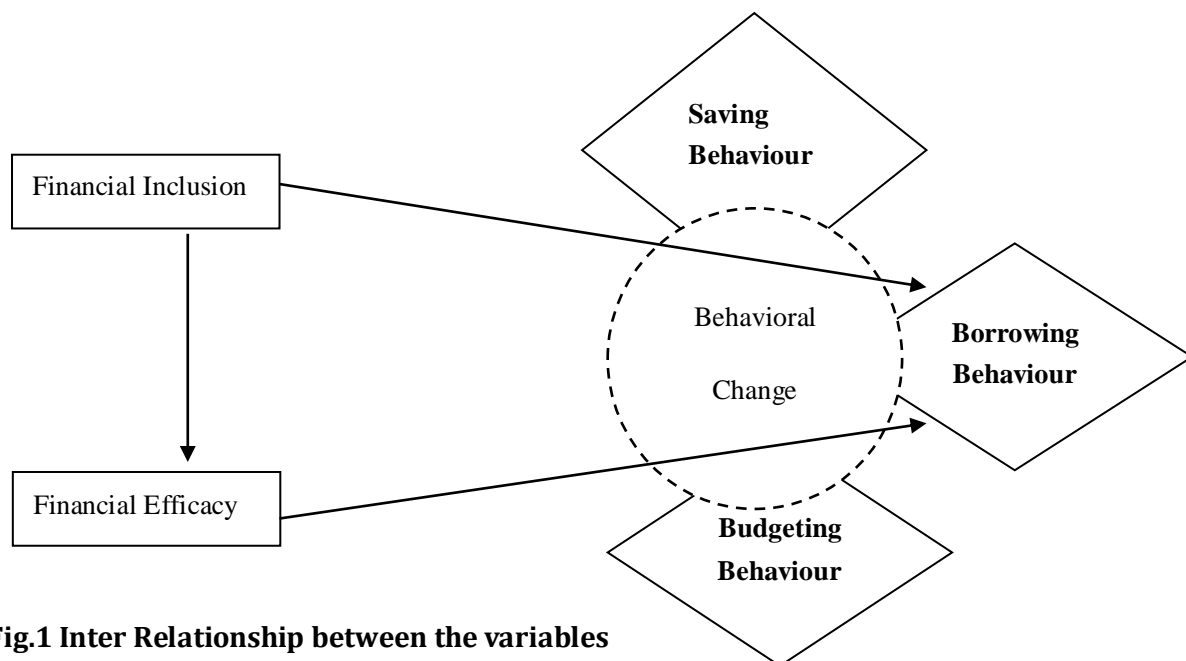 Saving
Behaviour
Financial Inclusion
Behavioral
Change
Borrowing
Behaviour
Financial Efficacy
Budgeting
Behaviour
Fig.1 Inter Relationship between the variables